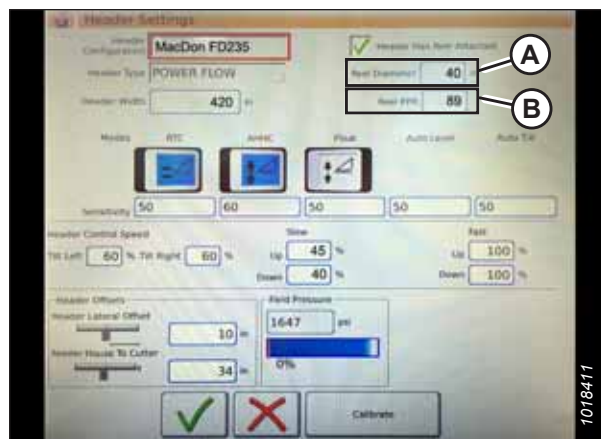 Header Settings
Header Configuration MacDon FD235
Header Has Reel Attached
A
Header Type POWER FLOW
Reel Diameter 40 in
Header Width 420 in
Reel PPR 89
B
Modes RTC AHHC Float Auto Level Auto Tilt
Sensitivity 50 60 50 50 50
Header Control Speed
Slow Fast
Tilt Left 60 % Tilt Right 60 % Up 45 % Up 100 %
Down 40 % Down 100 %
Header Offsets Field Pressure
Header Lateral Offset 1647 psi
10
Header House To Cutter 0%
34
Calibrate
1018411